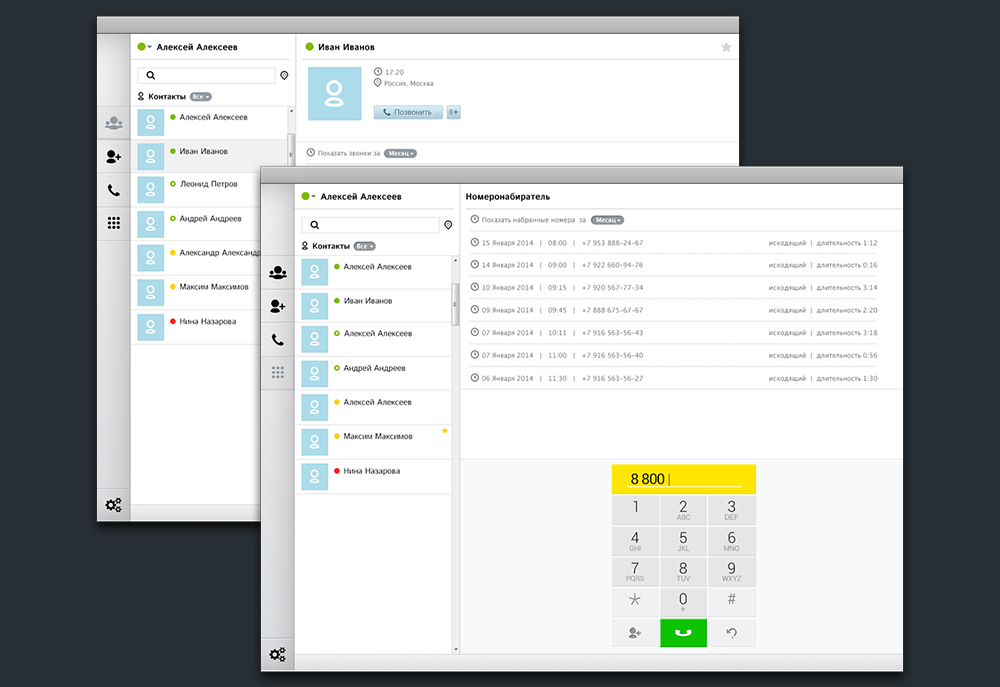 Алексей Алексеев
Контакты Все
Алексей Алексеев
Иван Иванов
Леонид Петров
Андрей Андреев
Александр Александр
Максим Максимов
Нина Назарова
Иван Иванов
17:20
Россия, Москва
Позвонить
Показать звонки за Месяц
Алексей Алексеев
Контакты Все
Алексей Алексеев
Иван Иванов
Алексей Алексеев
Андрей Андреев
Алексей Алексеев
Максим Максимов
Нина Назарова
Номеронабиратель
Показать набранные номера за Месяц
15 Января 2014 | 08:00 | +7 953 888-24-67 исходящий | длительность 1:12
14 Января 2014 | 09:00 | +7 922 660-94-76 исходящий | длительность 0:16
10 Января 2014 | 09:15 | +7 920 567-77-34 исходящий | длительность 3:14
09 Января 2014 | 09:45 | +7 888 675-67-67 исходящий | длительность 2:20
07 Января 2014 | 10:11 | +7 916 563-56-43 исходящий | длительность 3:18
07 Января 2014 | 11:00 | +7 916 563-56-40 исходящий | длительность 0:56
06 Января 2014 | 11:30 | +7 916 563-56-27 исходящий | длительность 1:30
8 800
1 2 3
ABC DEF
4 5 6
GHI JKL MNO
7 8 9
PQRS TUV WXYZ
* 0 #
+